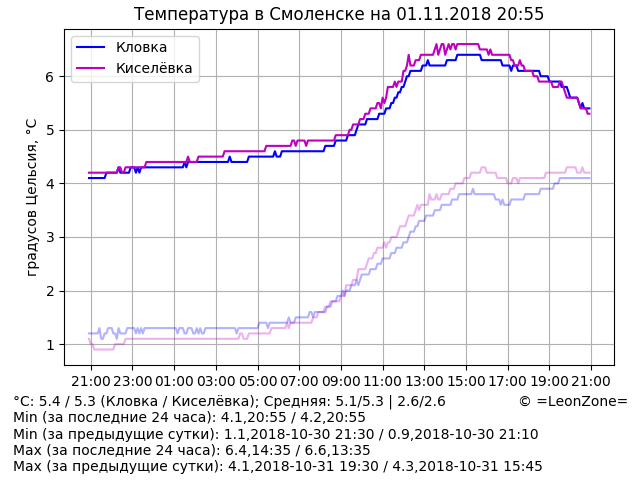 Температура в Смоленске на 01.11.2018 20:55
Кловка
Киселёвка
градусов Цельсия, °C
6
5
4
3
2
1
21:00 23:00 01:00 03:00 05:00 07:00 09:00 11:00 13:00 15:00 17:00 19:00 21:00
°C: 5.4 / 5.3 (Кловка / Киселёвка); Средняя: 5.1/5.3 | 2.6/2.6 © =LeonZone=
Min (за последние 24 часа): 4.1,20:55 / 4.2,20:55
Min (за предыдущие сутки): 1.1,2018-10-30 21:30 / 0.9,2018-10-30 21:10
Max (за последние 24 часа): 6.4,14:35 / 6.6,13:35
Max (за предыдущие сутки): 4.1,2018-10-31 19:30 / 4.3,2018-10-31 15:45